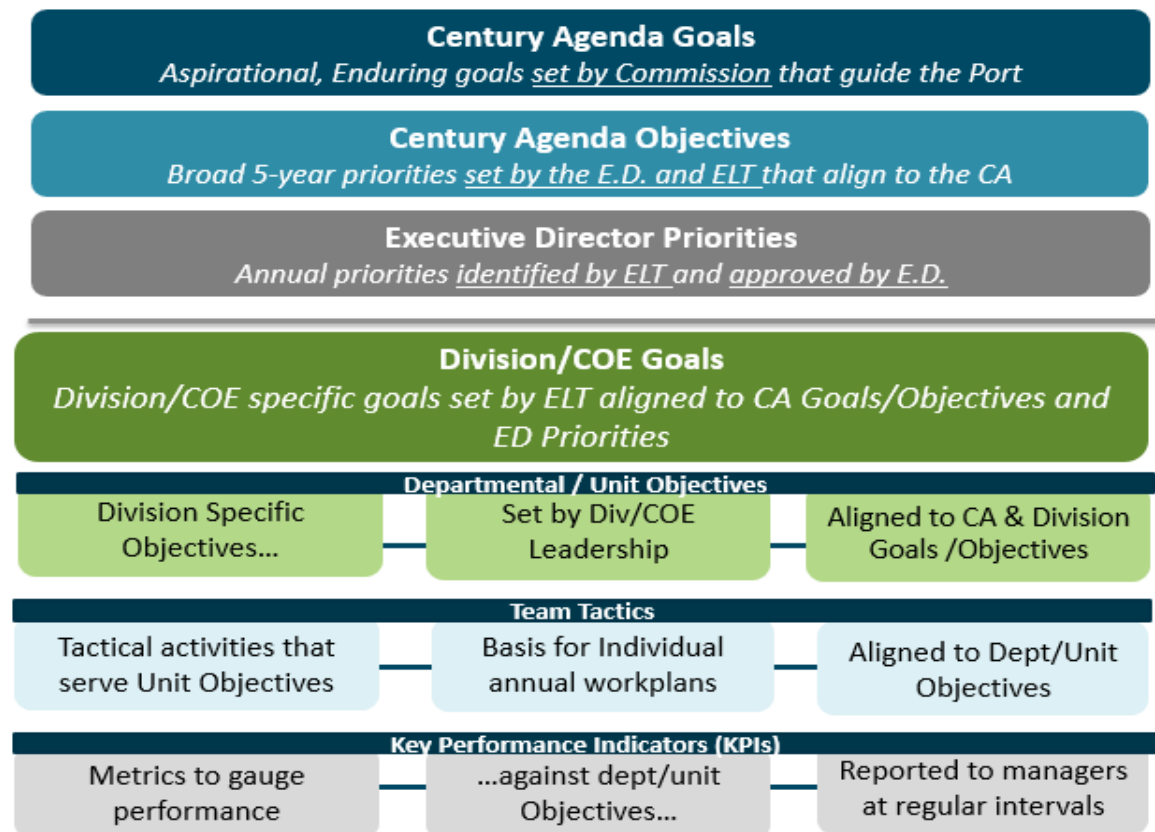 Century Agenda Goals
Aspirational, Enduring goals set by Commission that guide the Port
Century Agenda Objectives
Broad 5-year priorities set by the E.D. and ELT that align to the CA
Executive Director Priorities
Annual priorities identified by ELT and approved by E.D.
Division/COE Goals
Division/COE specific goals set by ELT aligned to CA Goals/Objectives and
ED Priorities
Departmental / Unit Objectives
Division Specific
Objectives…
Set by Div/COE
Leadership
Aligned to CA & Division
Goals /Objectives
Team Tactics
Tactical activities that
serve Unit Objectives
Basis for Individual
annual workplans
Aligned to Dept/Unit
Objectives
Key Performance Indicators (KPIs)
Metrics to gauge
performance
…against dept/unit
Objectives…
Reported to managers
at regular intervals